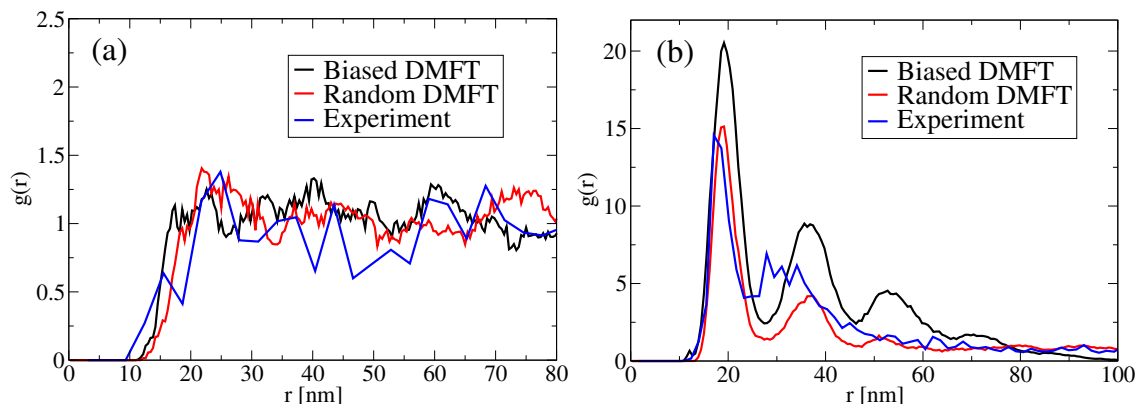 (a)
Biased DMFT
Random DMFT
Experiment
g(r)
2.5
2
1.5
1
0.5
0
0 10 20 30 40 50 60 70 80
r [nm]
(b)
Biased DMFT
Random DMFT
Experiment
g(r)
20
15
10
5
0
0 20 40 60 80 100
r [nm]